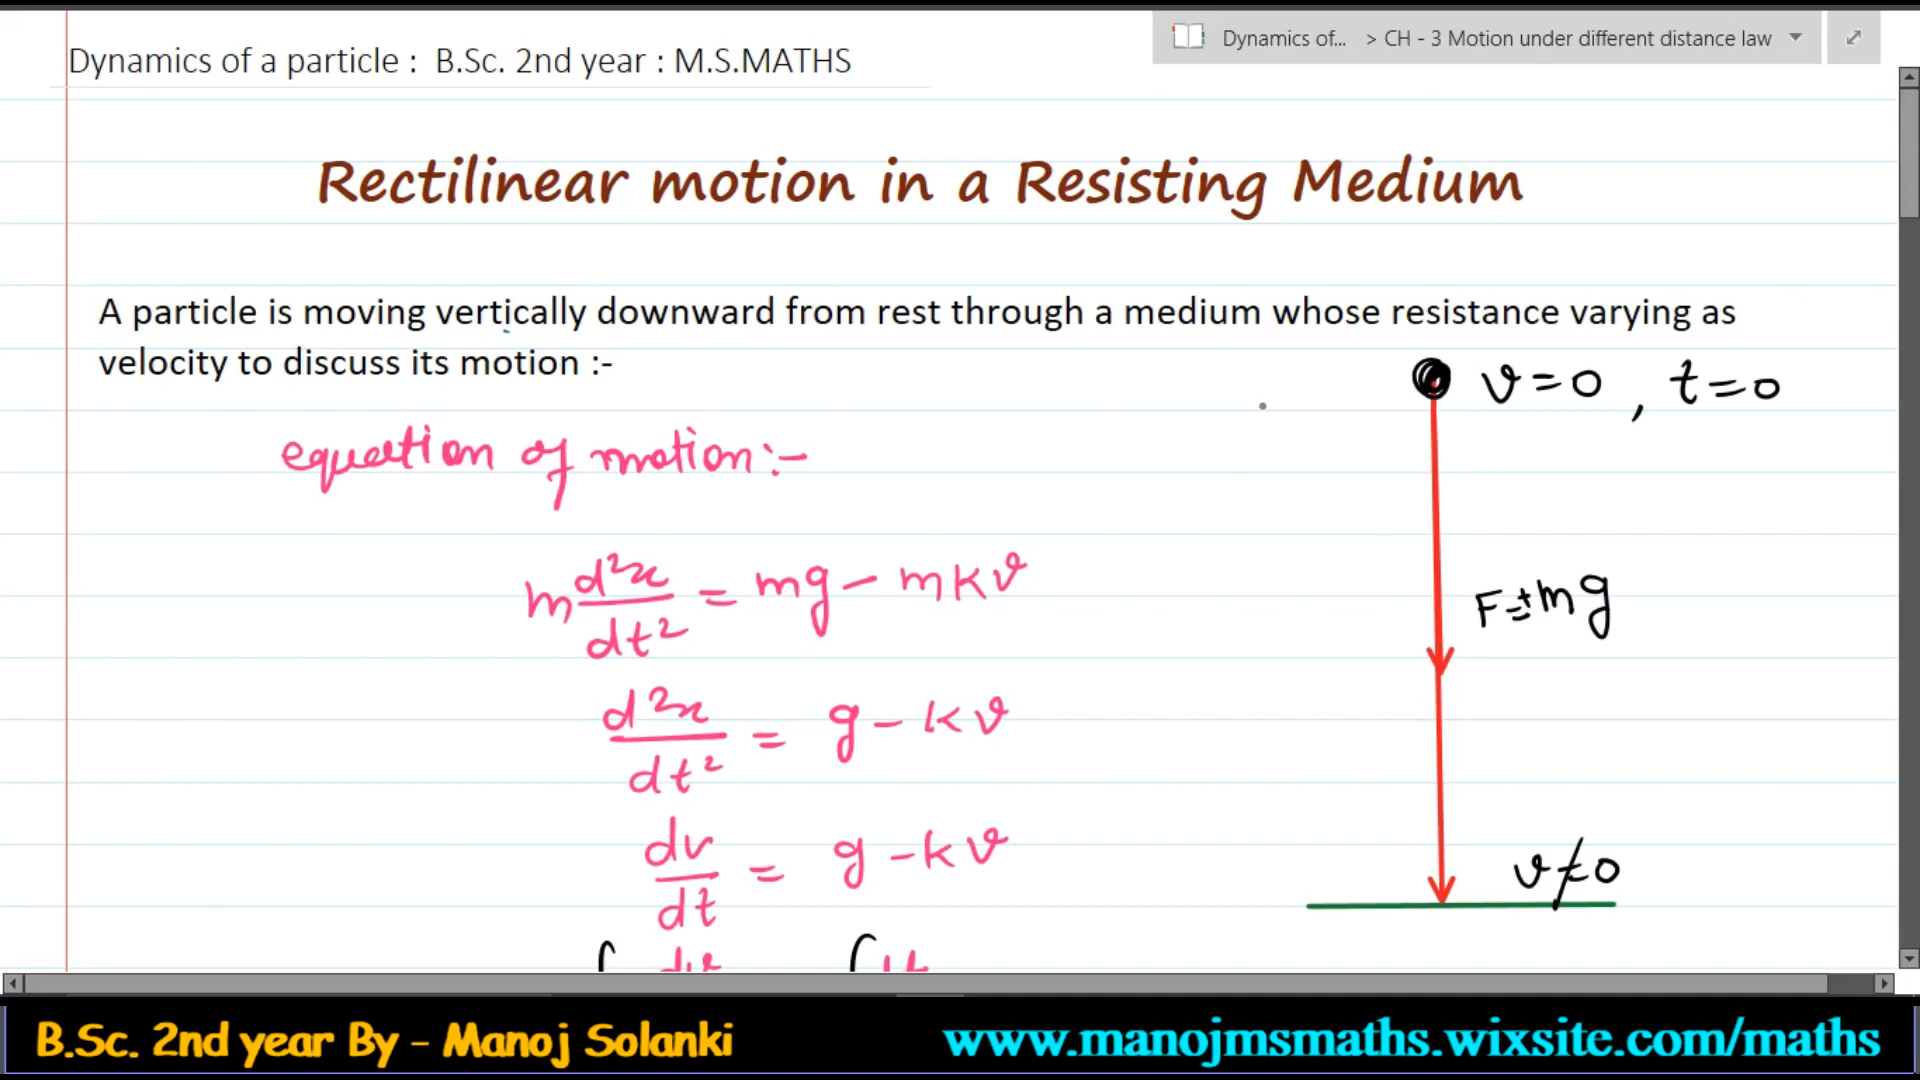 Dynamics of a particle : B.Sc. 2nd year : M.S.MATHS
Dynamics of... > CH - 3 Motion under different distance law
Rectilinear motion in a Resisting Medium
A particle is moving vertically downward from rest through a medium whose resistance varying as
velocity to discuss its motion :-
v=0 , t=0
equation of motion:-
m d²x/dt² = mg - mkv
F=+mg
d²x/dt² = g - kv
dv/dt = g - kv
v≠0
B.Sc. 2nd year By - Manoj Solanki
www.manojmsmaths.wixsite.com/maths